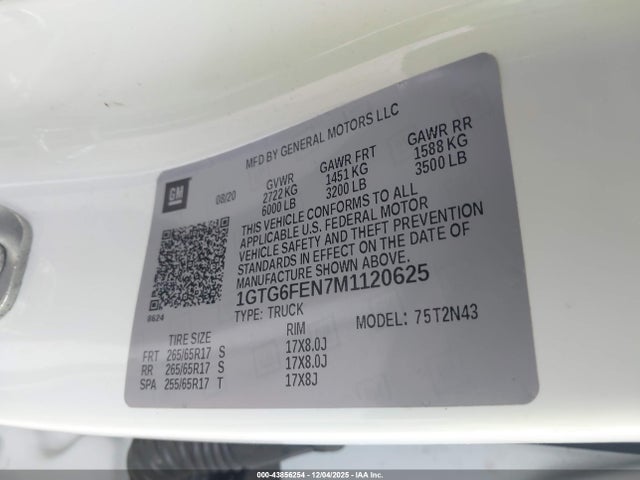 MFD BY GENERAL MOTORS LLC
GM
08/20
GVWR GAWR FRT GAWR RR
2722 KG 1451 KG 1588 KG
6000 LB 3200 LB 3500 LB
THIS VEHICLE CONFORMS TO ALL
APPLICABLE U.S. FEDERAL MOTOR
VEHICLE SAFETY AND THEFT PREVENTION
STANDARDS IN EFFECT ON THE DATE OF
MANUFACTURE SHOWN ABOVE.
1GTG6FEN7M1120625
8624
TYPE: TRUCK MODEL: 75T2N43
TIRE SIZE RIM
FRT 265/65R17 S 17X8.0J
RR 265/65R17 S 17X8.0J
SPA 255/65R17 T 17X8J
000-43856254 - 12/04/2025 - IAAI.COM